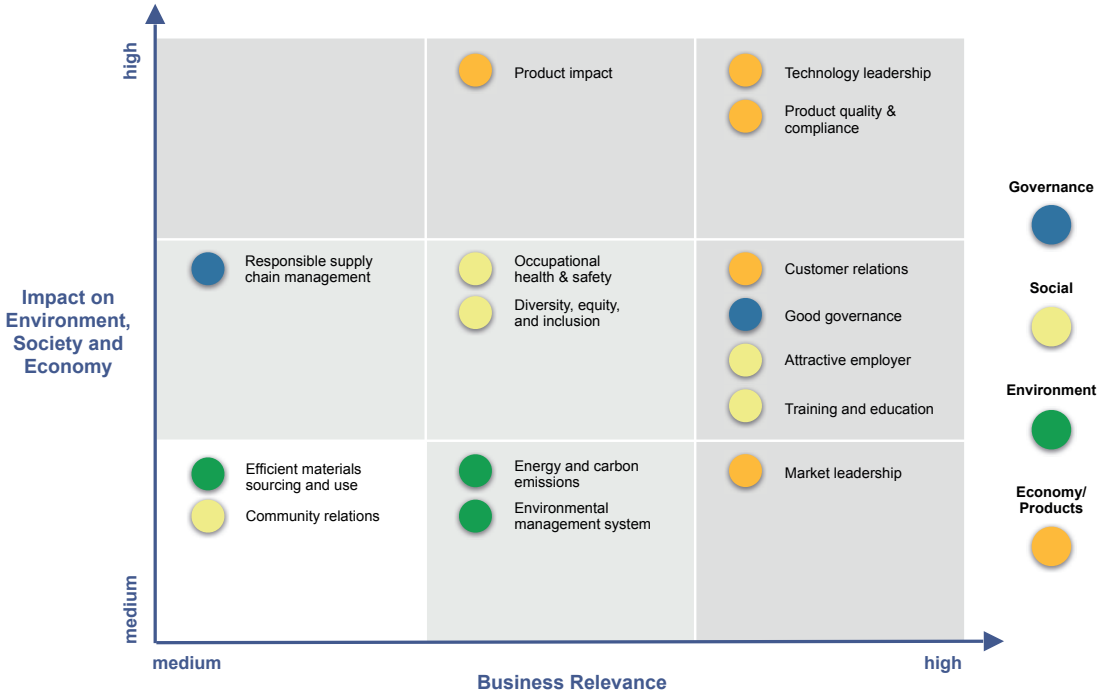 high
Product impact
Technology leadership
Product quality &
compliance
Governance
Responsible supply
chain management
Occupational
health & safety
Diversity, equity,
and inclusion
Customer relations
Good governance
Attractive employer
Training and education
Social
Impact on
Environment,
Society and
Economy
Environment
Efficient materials
sourcing and use
Community relations
Energy and carbon
emissions
Environmental
management system
Market leadership
Economy/
Products
medium
medium
high
Business Relevance